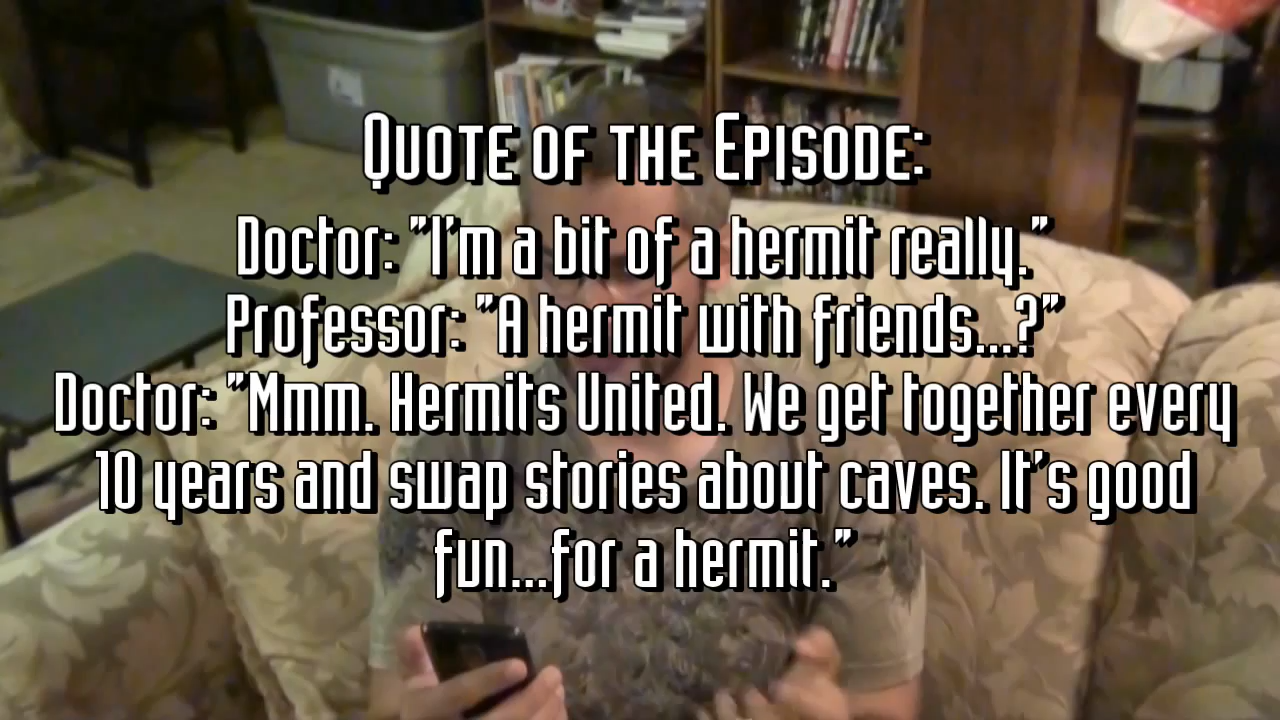 Quote of the Episode:
Doctor: "I'm a bit of a hermit really."
Professor: "A hermit with friends...?"
Doctor: "Mmm. Hermits United. We get together every
10 years and swap stories about caves. It's good
fun...for a hermit."